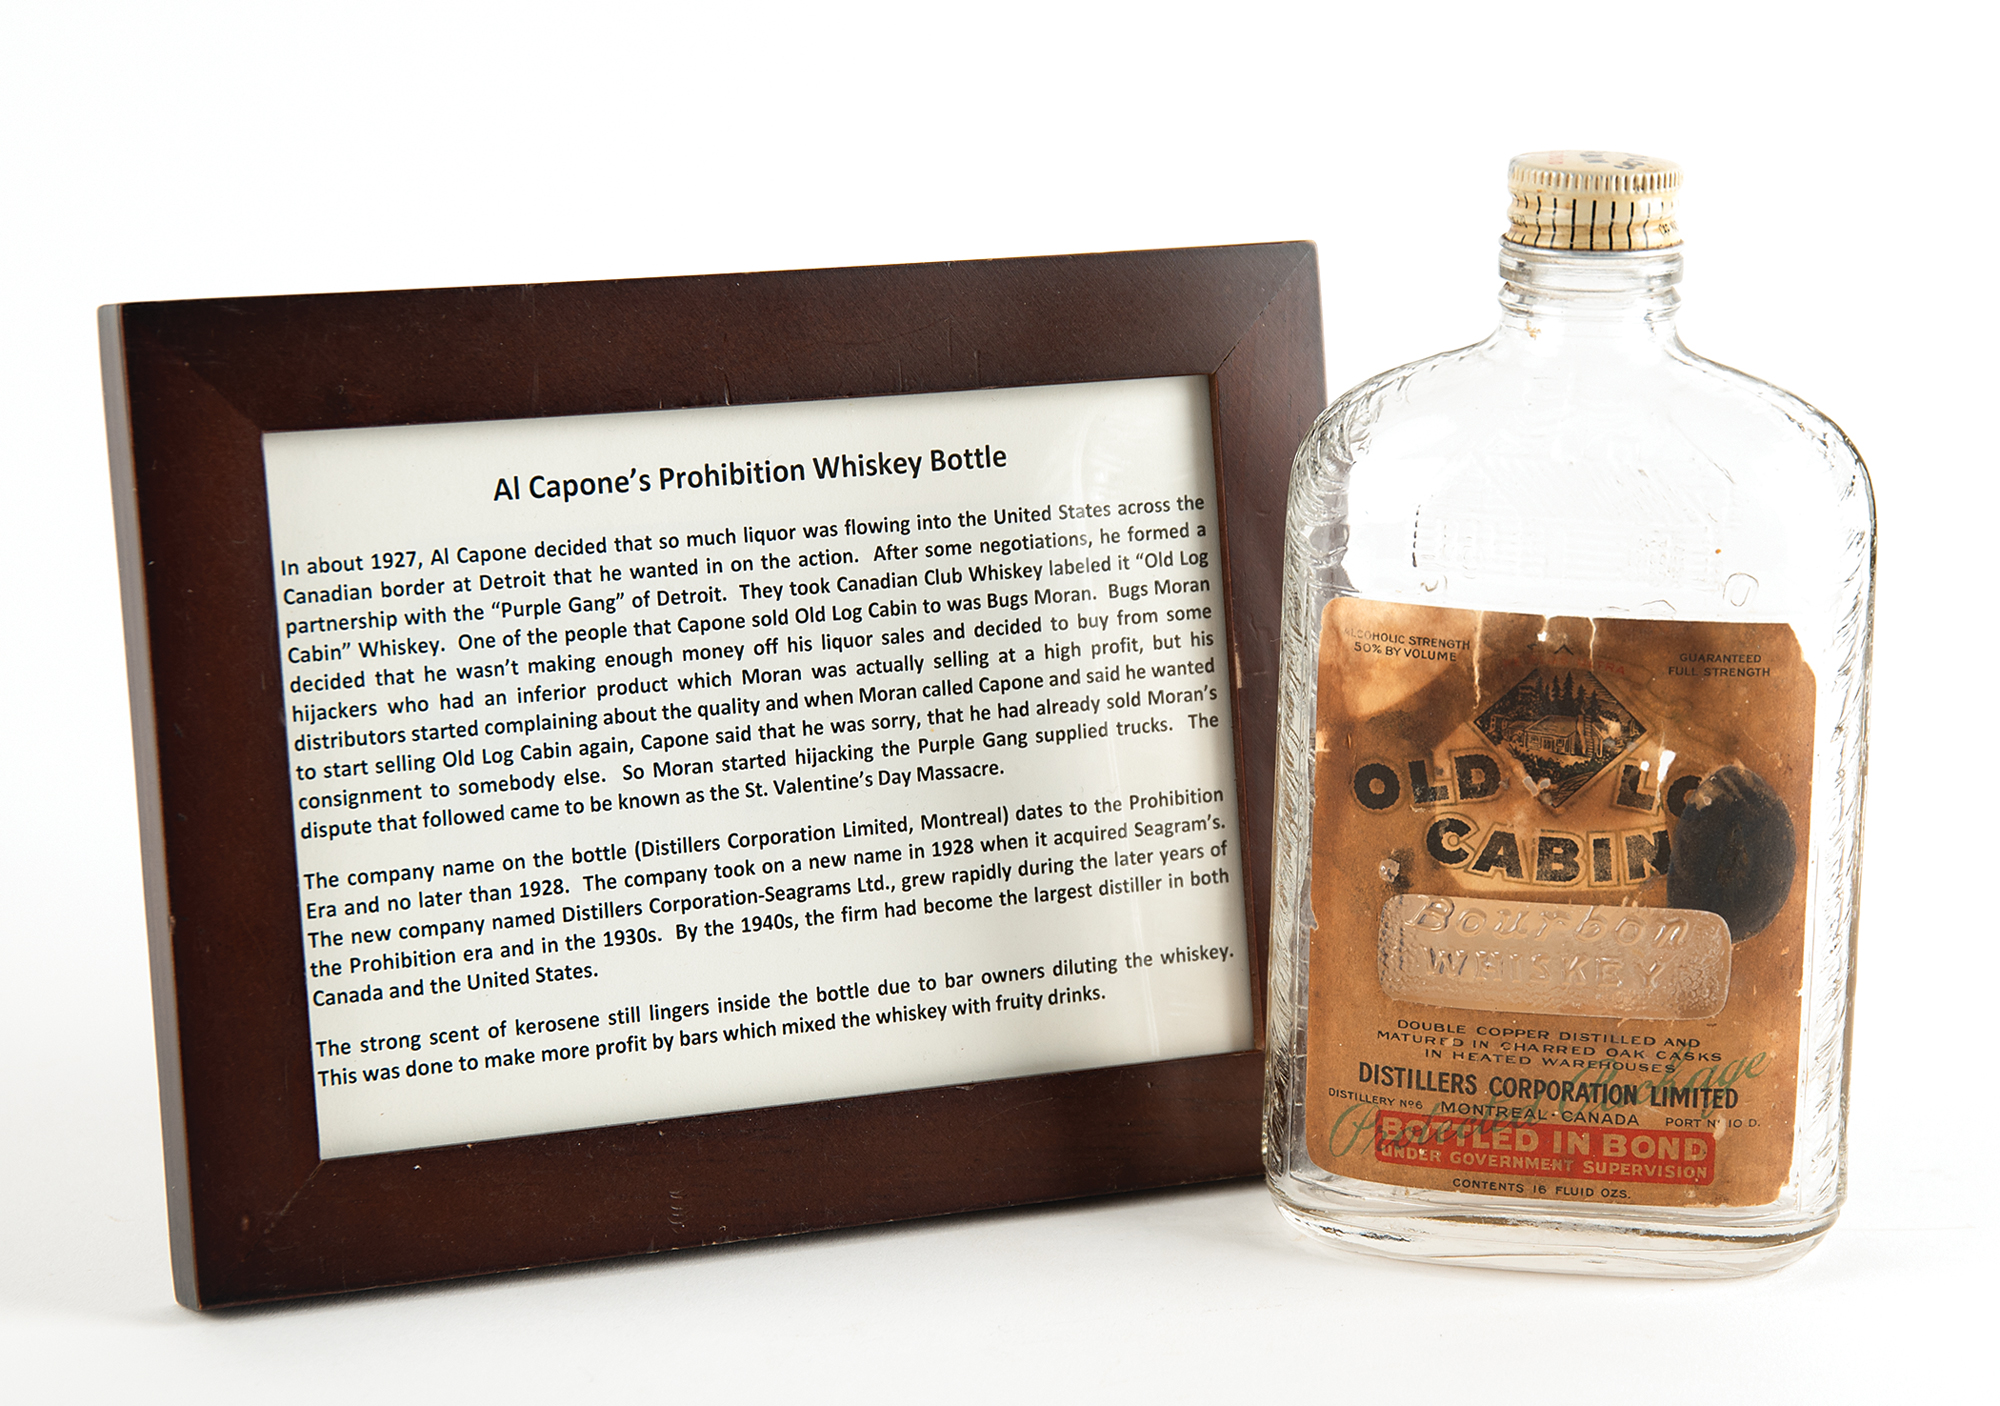 Al Capone's Prohibition Whiskey Bottle
In about 1927, Al Capone decided that so much liquor was flowing into the United States across the
Canadian border at Detroit that he wanted in on the action. After some negotiations, he formed a
partnership with the “Purple Gang” of Detroit. They took Canadian Club Whiskey labeled it “Old Log
Cabin” Whiskey. One of the people that Capone sold Old Log Cabin to was Bugs Moran. Bugs Moran
decided that he wasn't making enough money off his liquor sales and decided to buy from some
hijackers who had an inferior product which Moran was actually selling at a high profit, but his
distributors started complaining about the quality and when Moran called Capone and said he wanted
to start selling Old Log Cabin again, Capone said that he was sorry, that he had already sold Moran's
consignment to somebody else. So Moran started hijacking the Purple Gang supplied trucks. The
dispute that followed came to be known as the St. Valentine's Day Massacre.
The company name on the bottle (Distillers Corporation Limited, Montreal) dates to the Prohibition
Era and no later than 1928. The company took on a new name in 1928 when it acquired Seagram's.
The new company named Distillers Corporation-Seagrams Ltd., grew rapidly during the later years of
the Prohibition era and in the 1930s. By the 1940s, the firm had become the largest distiller in both
Canada and the United States.
The strong scent of kerosene still lingers inside the bottle due to bar owners diluting the whiskey.
This was done to make more profit by bars which mixed the whiskey with fruity drinks.
ALCOHOLIC STRENGTH
50% BY VOLUME
GUARANTEED
FULL STRENGTH
OLD LO
CABIN
Bourbon
WHISKEY
DOUBLE COPPER DISTILLED AND
MATURED IN CHARRED OAK CASKS
IN HEATED WAREHOUSES
DISTILLERS CORPORATION LIMITED
DISTILLERY Nº6 MONTREAL · CANADA PORT Nº 10 D.
Protected Package
BOTTLED IN BOND
UNDER GOVERNMENT SUPERVISION
CONTENTS 16 FLUID OZS.